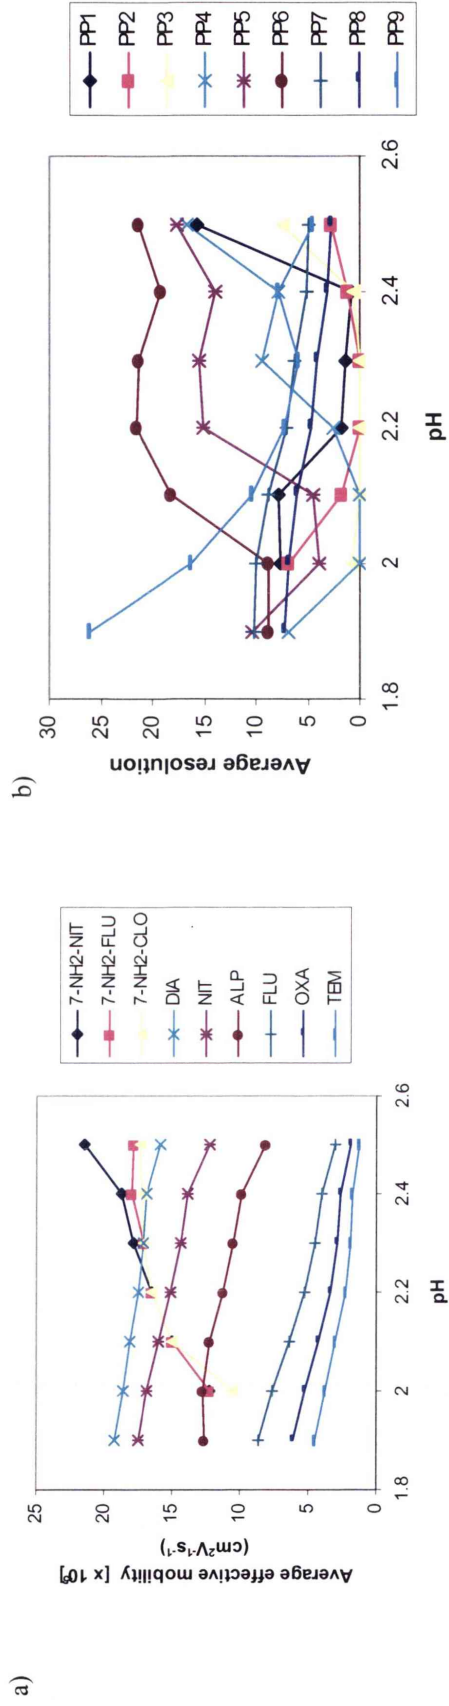 a)
Average effective mobility [ x 10⁻⁵]
(cm²V⁻¹s⁻¹)
25
20
15
10
5
0
1.8
2
2.2
2.4
2.6
pH
7-NH2-NIT
7-NH2-FLU
7-NH2-CLO
DIA
NIT
ALP
FLU
OXA
TEM
b)
Average resolution
30
25
20
15
10
5
0
1.8
2
2.2
2.4
2.6
pH
PP1
PP2
PP3
PP4
PP5
PP6
PP7
PP8
PP9